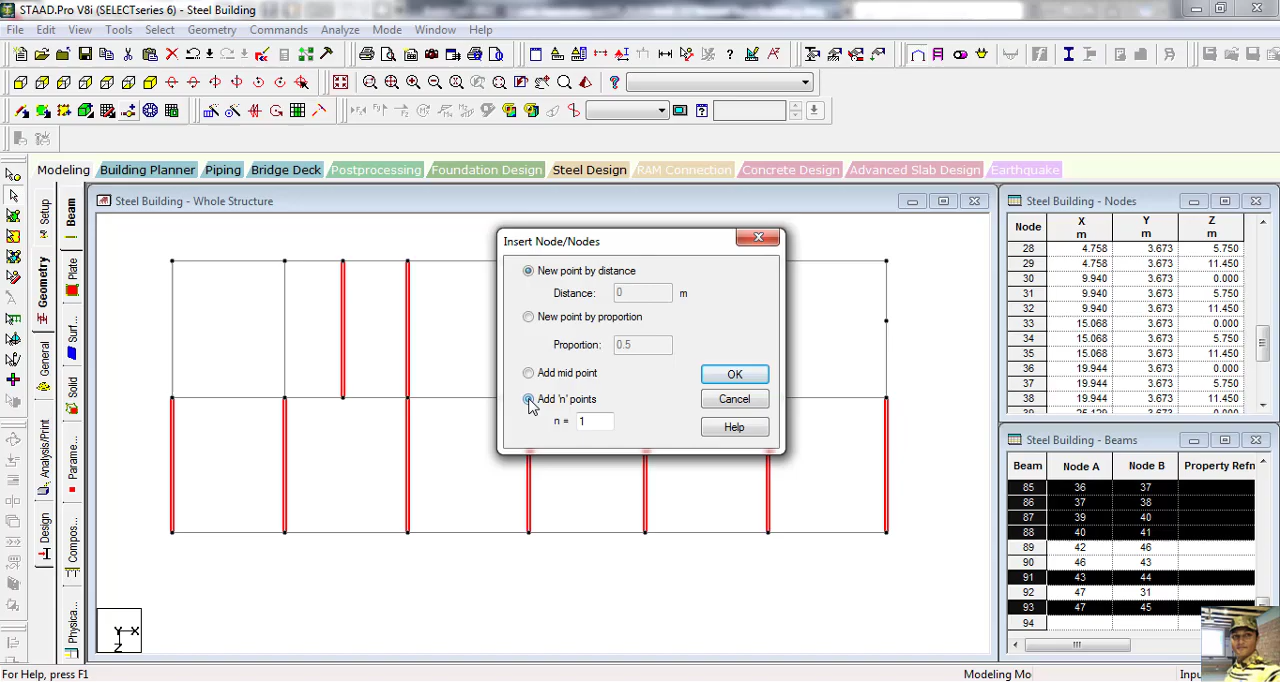 STAAD.Pro V8i (SELECTseries 6) - Steel Building
File Edit View Tools Select Geometry Commands Analyze Mode Window Help
Modeling Building Planner Piping Bridge Deck Postprocessing Foundation Design Steel Design RAM Connection Concrete Design Advanced Slab Design Earthquake
Setup
Geometry
General
Analysis/Print
Design
Beam
Plate
Surf...
Solid
Parame...
Compos...
Physica...
Steel Building - Whole Structure
Insert Node/Nodes
New point by distance
Distance: 0 m
New point by proportion
Proportion: 0.5
Add mid point
Add 'n' points
n = 1
OK
Cancel
Help
Y X
Z
Steel Building - Nodes
Node X Y Z
m m m
28 4.758 3.673 5.750
29 4.758 3.673 11.450
30 9.940 3.673 0.000
31 9.940 3.673 5.750
32 9.940 3.673 11.450
33 15.068 3.673 0.000
34 15.068 3.673 5.750
35 15.068 3.673 11.450
36 19.944 3.673 0.000
37 19.944 3.673 5.750
38 19.944 3.673 11.450
Steel Building - Beams
Beam Node A Node B Property Refn
85 36 37
86 37 38
87 39 40
88 40 41
89 42 46
90 46 43
91 43 44
92 47 31
93 47 45
94
For Help, press F1
Modeling Mo
Inpu